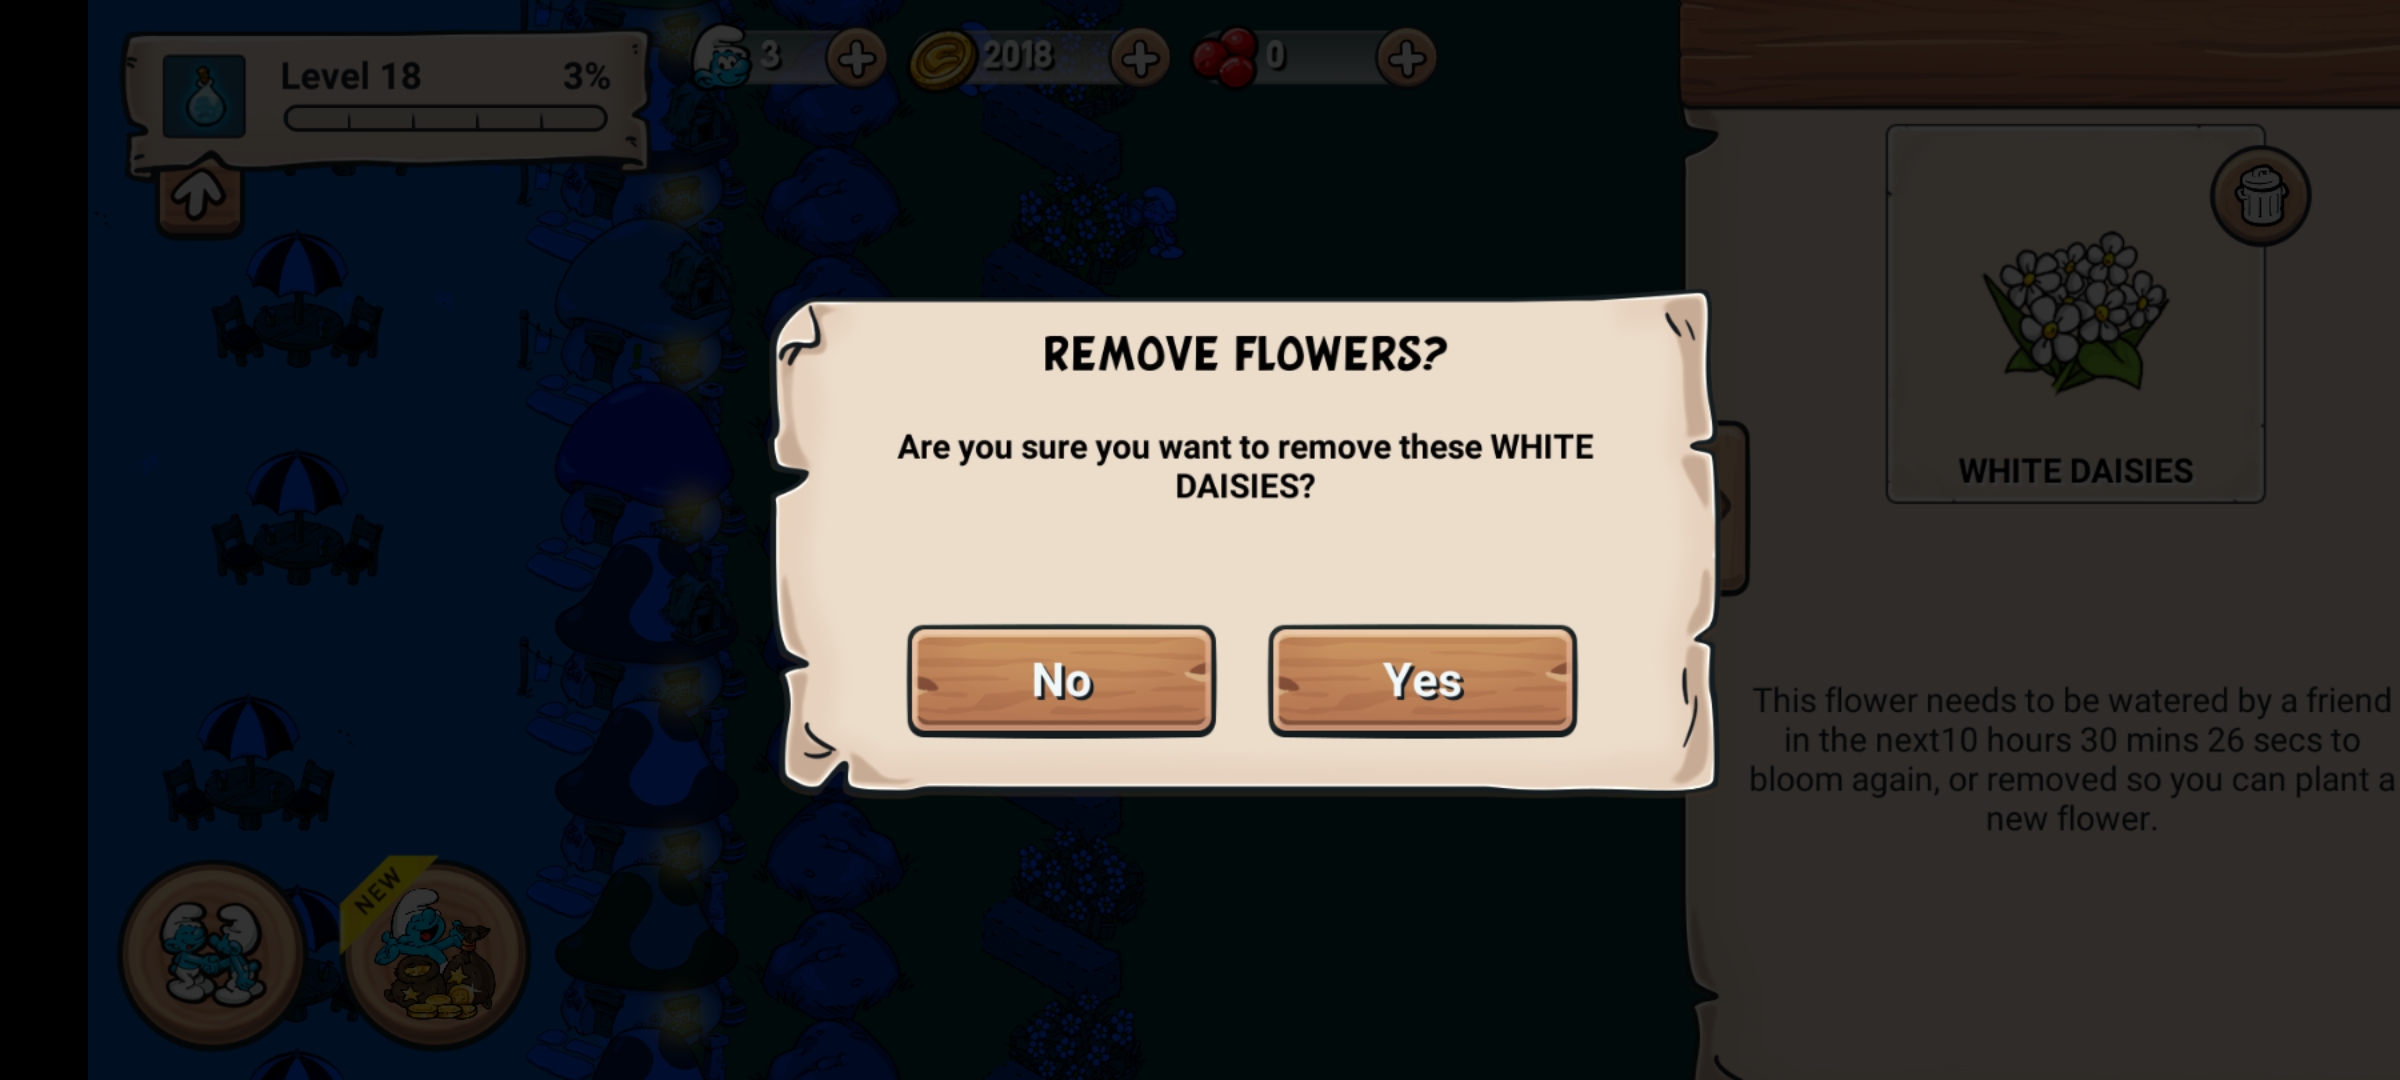 Level 18
3%
3
2018
0
REMOVE FLOWERS?
Are you sure you want to remove these WHITE
DAISIES?
No
Yes
WHITE DAISIES
This flower needs to be watered by a friend
in the next10 hours 30 mins 26 secs to
bloom again, or removed so you can plant a
new flower.
NEW